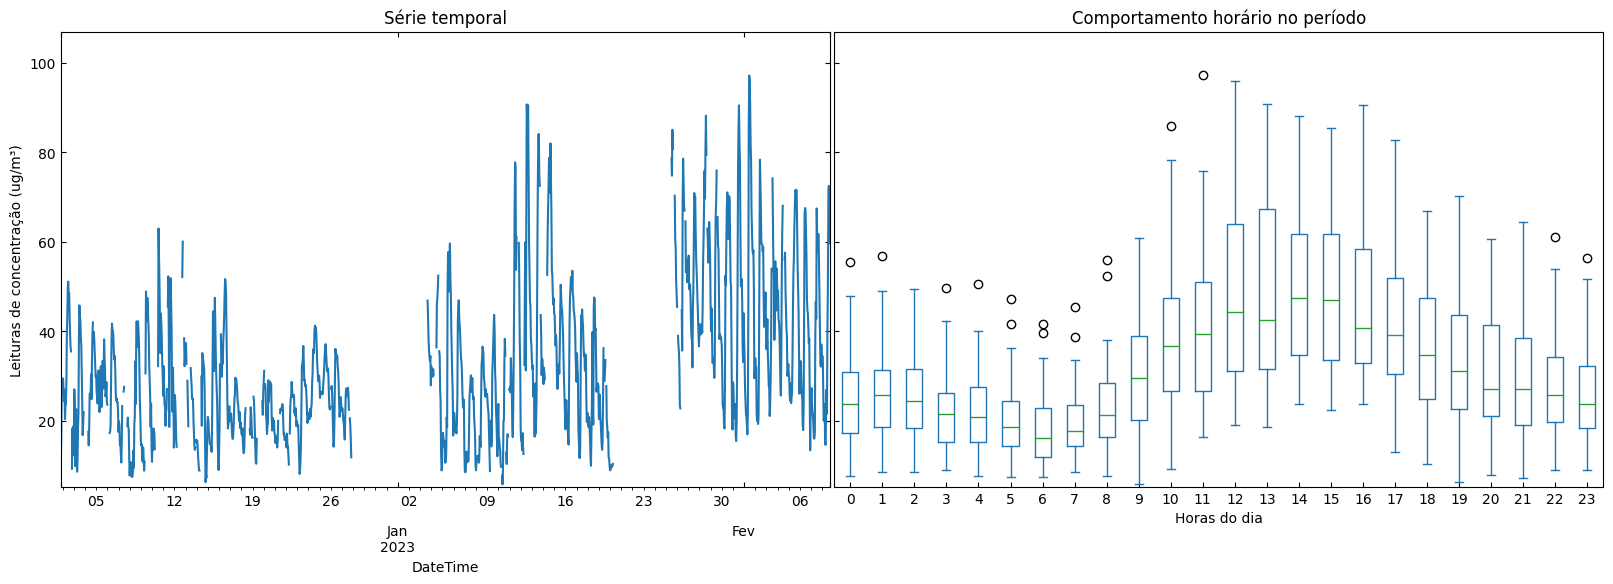 Série temporal
Comportamento horário no período
Leituras de concentração (ug/m³)
100
80
60
40
20
05 12 19 26 02 09 16 23 30 06
Jan Fev
2023
DateTime
0 1 2 3 4 5 6 7 8 9 10 11 12 13 14 15 16 17 18 19 20 21 22 23
Horas do dia